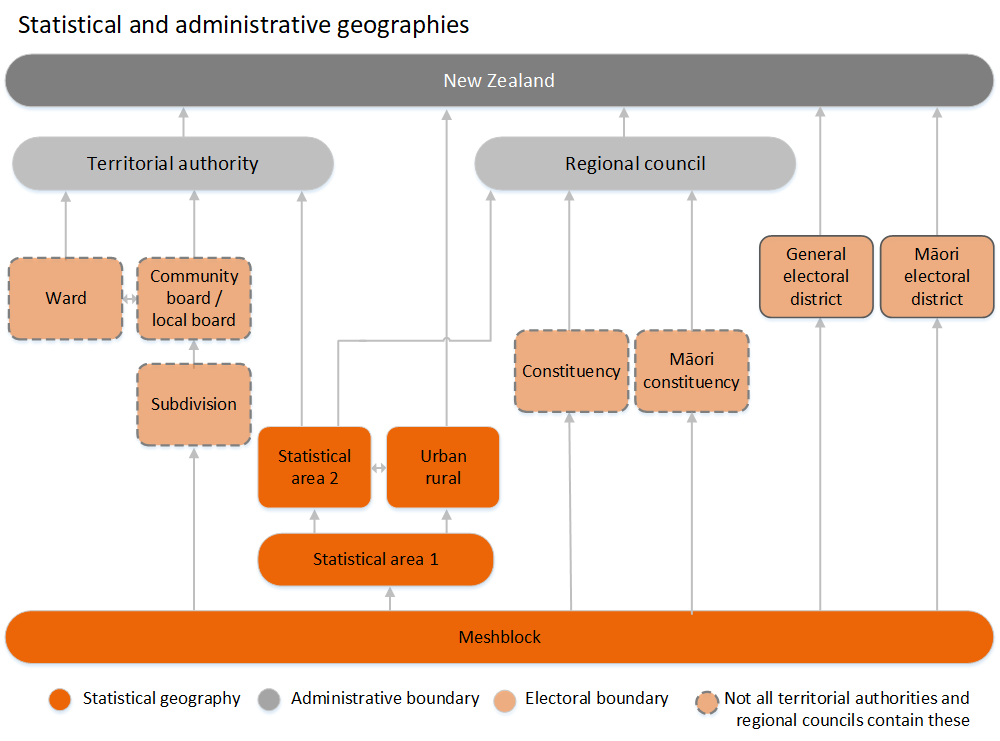 Statistical and administrative geographies
New Zealand
Territorial authority
Regional council
General
electoral
district
Māori
electoral
district
Ward
Community
board /
local board
Constituency
Māori
constituency
Subdivision
Statistical
area 2
Urban
rural
Statistical area 1
Meshblock
Statistical geography
Administrative boundary
Electoral boundary
Not all territorial authorities and
regional councils contain these